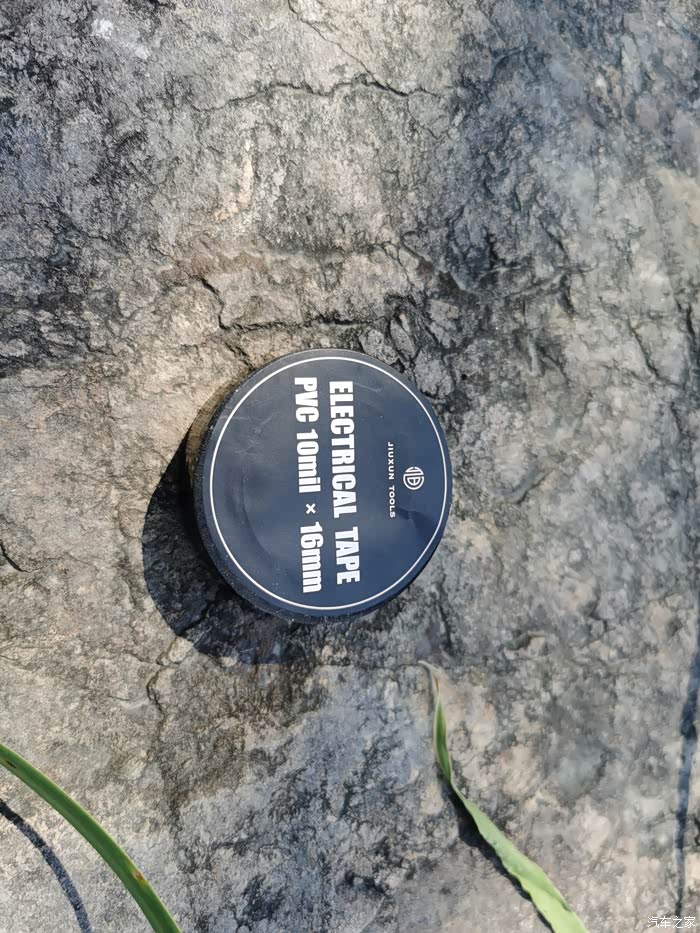 JIUXUN TOOLS
ELECTRICAL TAPE
PVC 10mil × 16mm
汽车之家